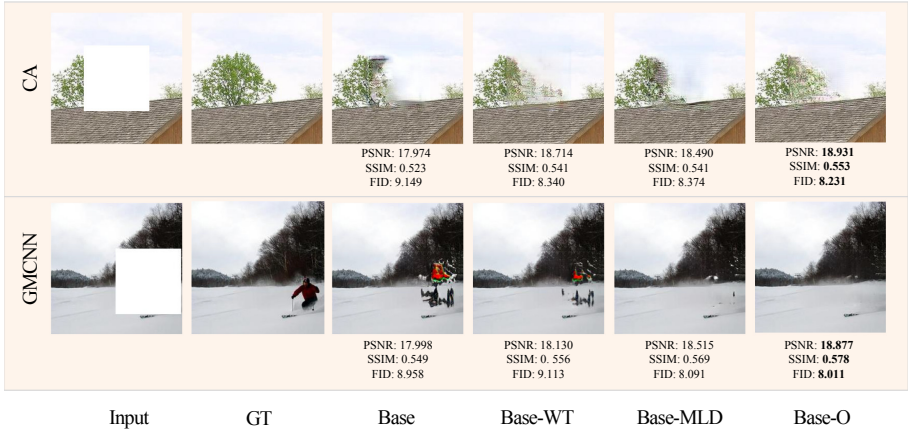 CA
PSNR: 17.974
SSIM: 0.523
FID: 9.149
PSNR: 18.714
SSIM: 0.541
FID: 8.340
PSNR: 18.490
SSIM: 0.541
FID: 8.374
PSNR: 18.931
SSIM: 0.553
FID: 8.231
GMCNN
PSNR: 17.998
SSIM: 0.549
FID: 8.958
PSNR: 18.130
SSIM: 0. 556
FID: 9.113
PSNR: 18.515
SSIM: 0.569
FID: 8.091
PSNR: 18.877
SSIM: 0.578
FID: 8.011
Input GT Base Base-WT Base-MLD Base-O